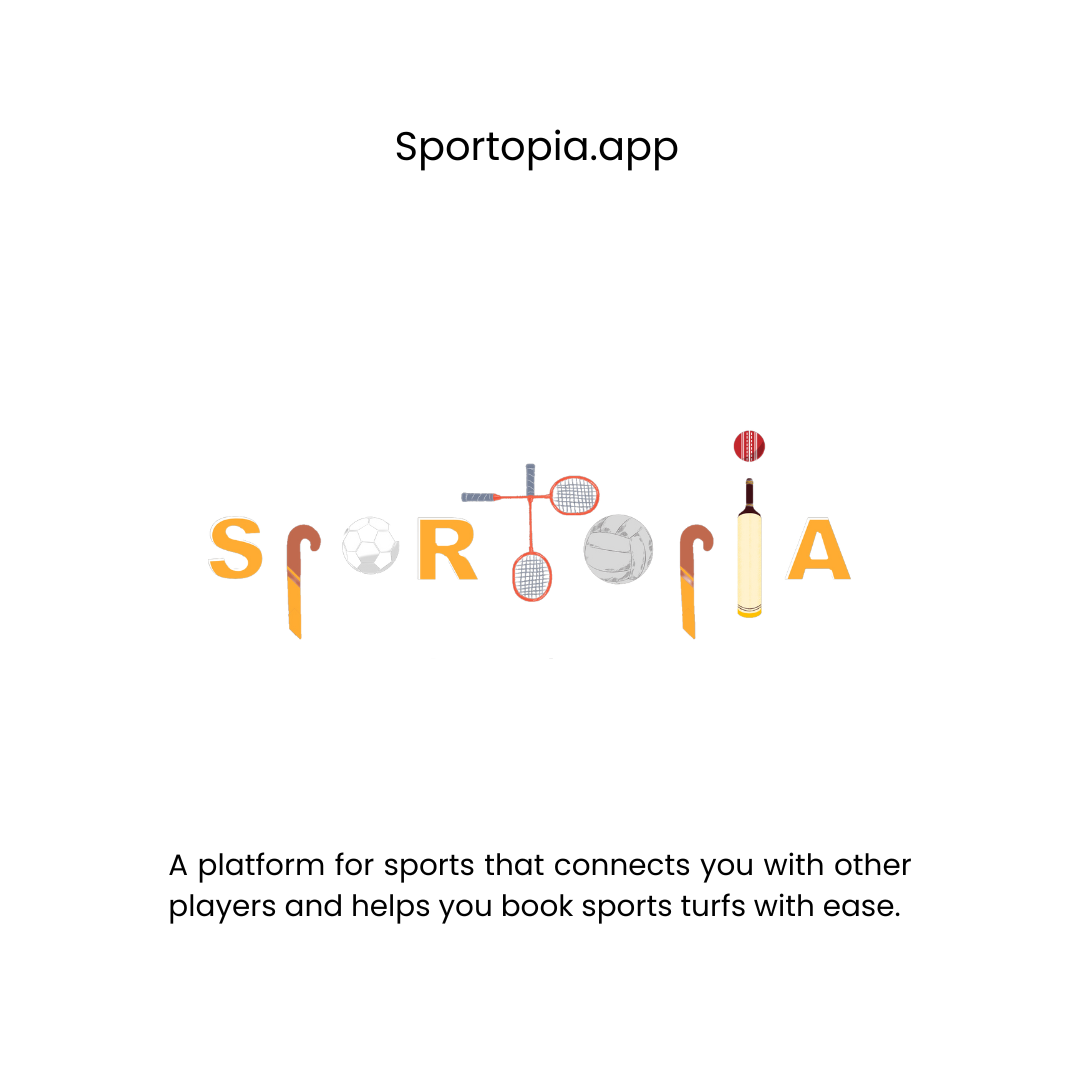 Sportopia.app
SpoRTopiA
A platform for sports that connects you with other
players and helps you book sports turfs with ease.